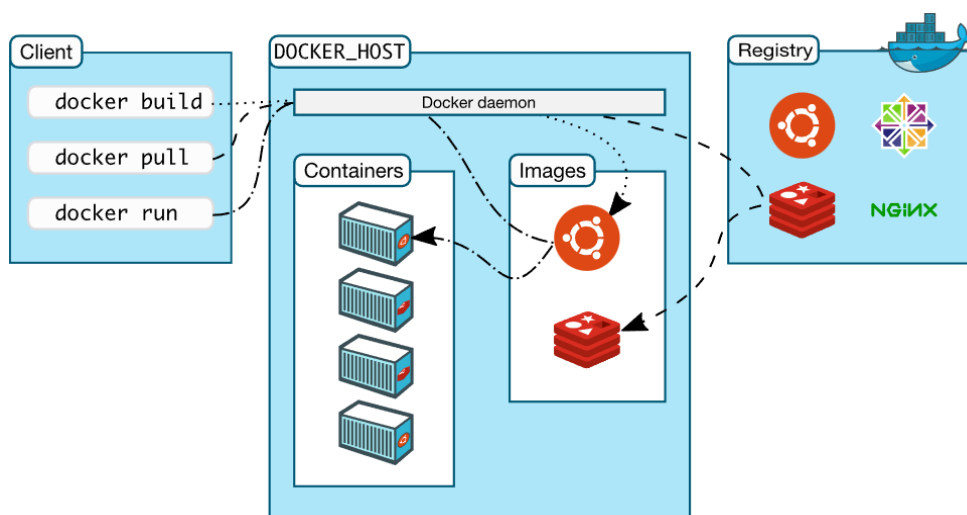 Client
docker build
docker pull
docker run
DOCKER_HOST
Docker daemon
Containers
Images
Registry
NGiNX